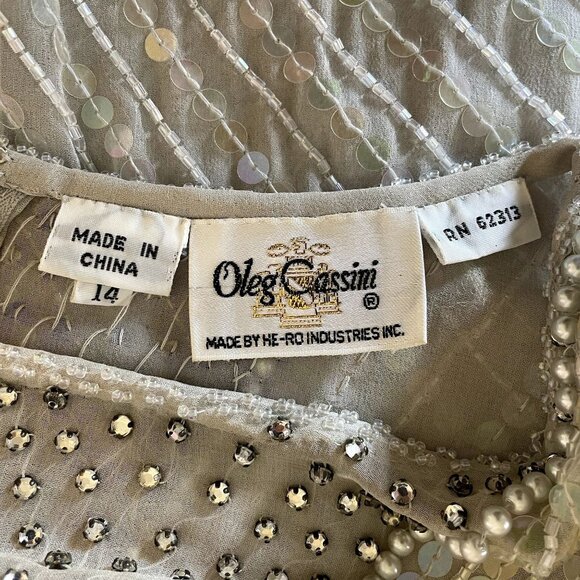 MADE IN
CHINA
14
Oleg Cassini ®
MADE BY HE-RO INDUSTRIES INC.
RN 62313